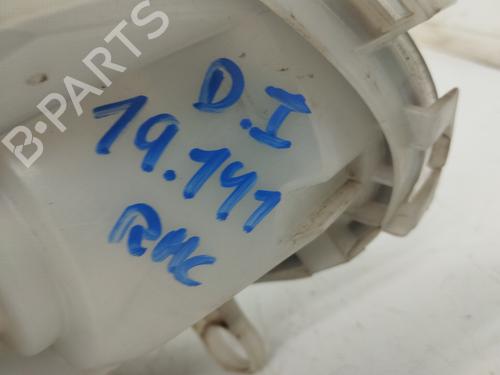 B-PARTS
D.I
19.141
RMC